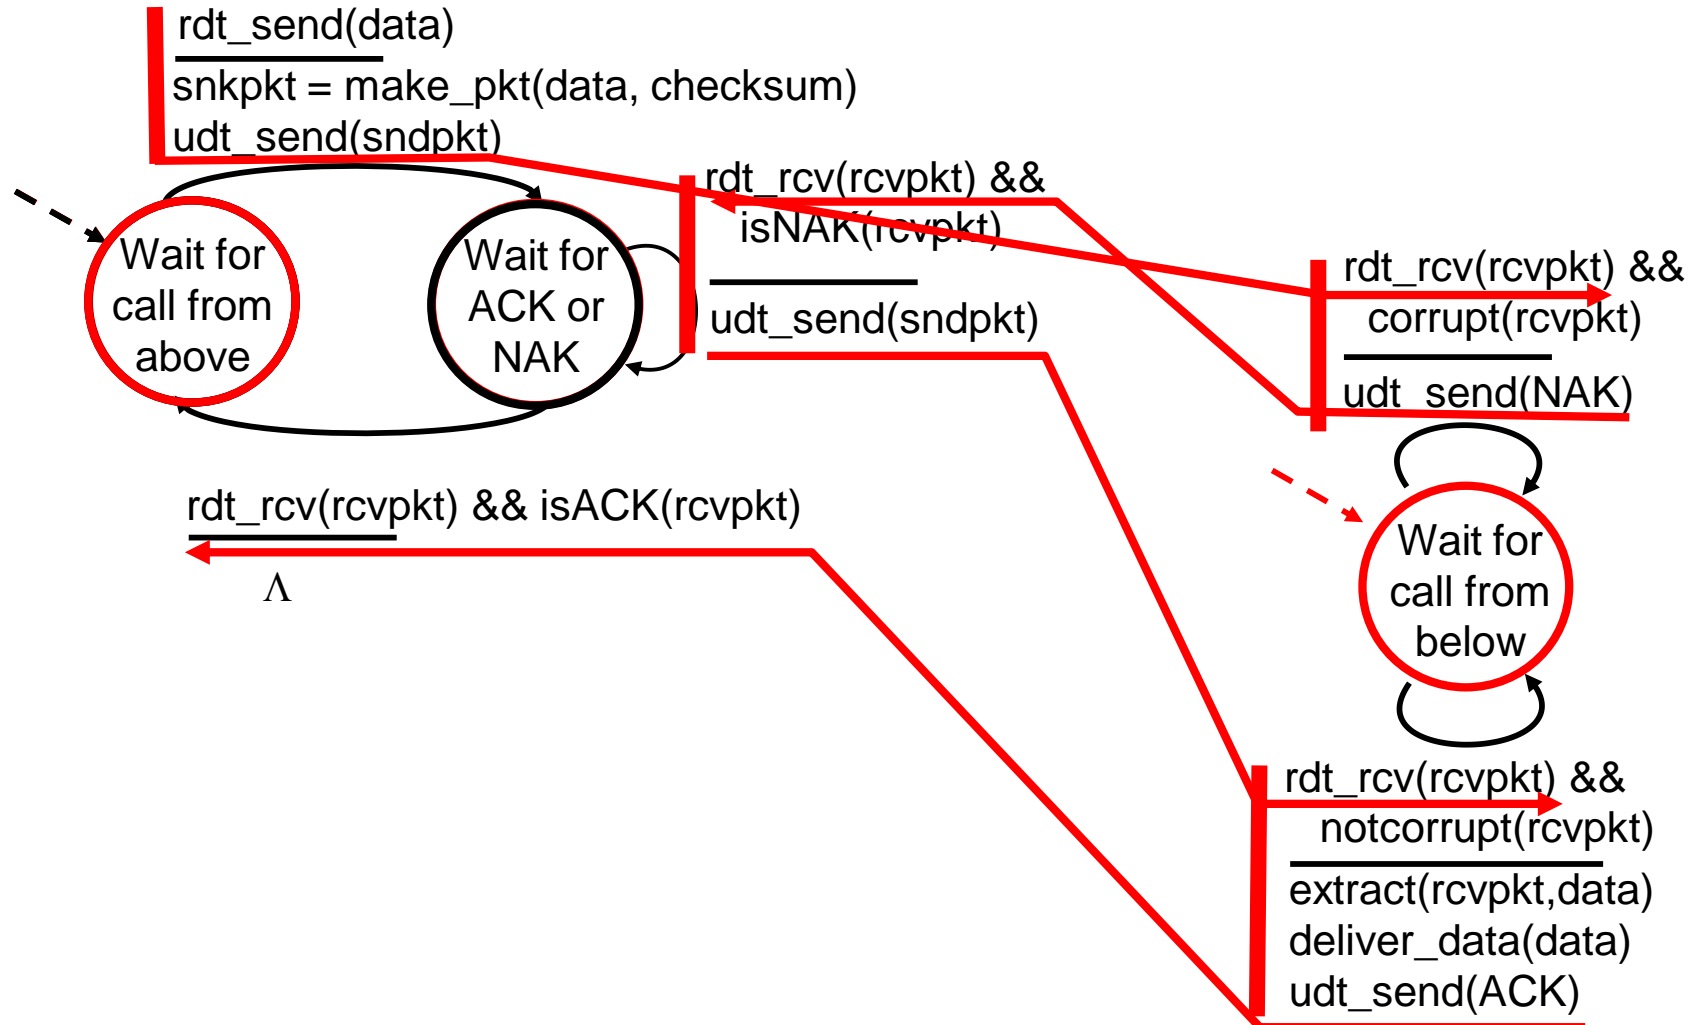 rdt_send(data)
snkpkt = make_pkt(data, checksum)
udt_send(sndpkt)
Wait for
call from
above
Wait for
ACK or
NAK
rdt_rcv(rcvpkt) &&
isNAK(rcvpkt)
udt_send(sndpkt)
rdt_rcv(rcvpkt) && isACK(rcvpkt)
Λ
rdt_rcv(rcvpkt) &&
corrupt(rcvpkt)
udt_send(NAK)
Wait for
call from
below
rdt_rcv(rcvpkt) &&
notcorrupt(rcvpkt)
extract(rcvpkt,data)
deliver_data(data)
udt_send(ACK)